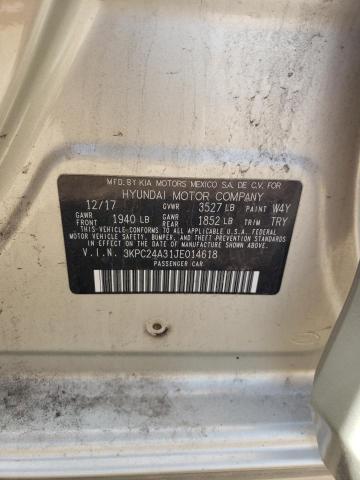 MFD. BY KIA MOTORS MEXICO S.A. DE C.V. FOR
HYUNDAI MOTOR COMPANY
12/17 GVWR 3527 LB PAINT W4Y
GAWR FRONT 1940 LB GAWR REAR 1852 LB TRIM TRY
THIS VEHICLE CONFORMS TO ALL APPLICABLE U.S.A. FEDERAL
MOTOR VEHICLE SAFETY, BUMPER, AND THEFT PREVENTION
STANDARDS IN EFFECT ON THE DATE OF MANUFACTURE SHOWN ABOVE.
V.I.N. 3KPC24A31JE014618
PASSENGER CAR